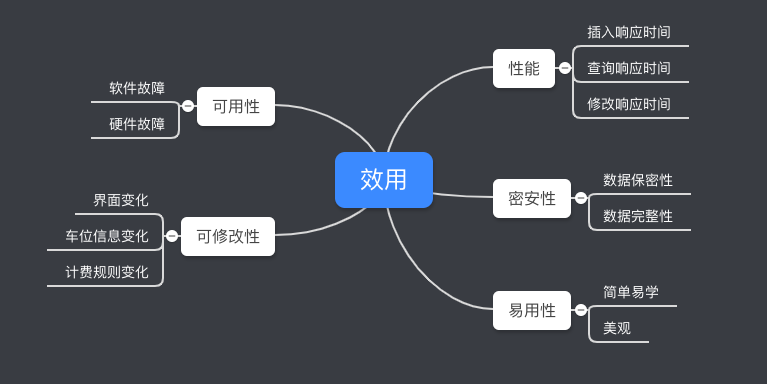 效用
性能
插入响应时间
查询响应时间
修改响应时间
密安性
数据保密性
数据完整性
易用性
简单易学
美观
可用性
软件故障
硬件故障
可修改性
界面变化
车位信息变化
计费规则变化